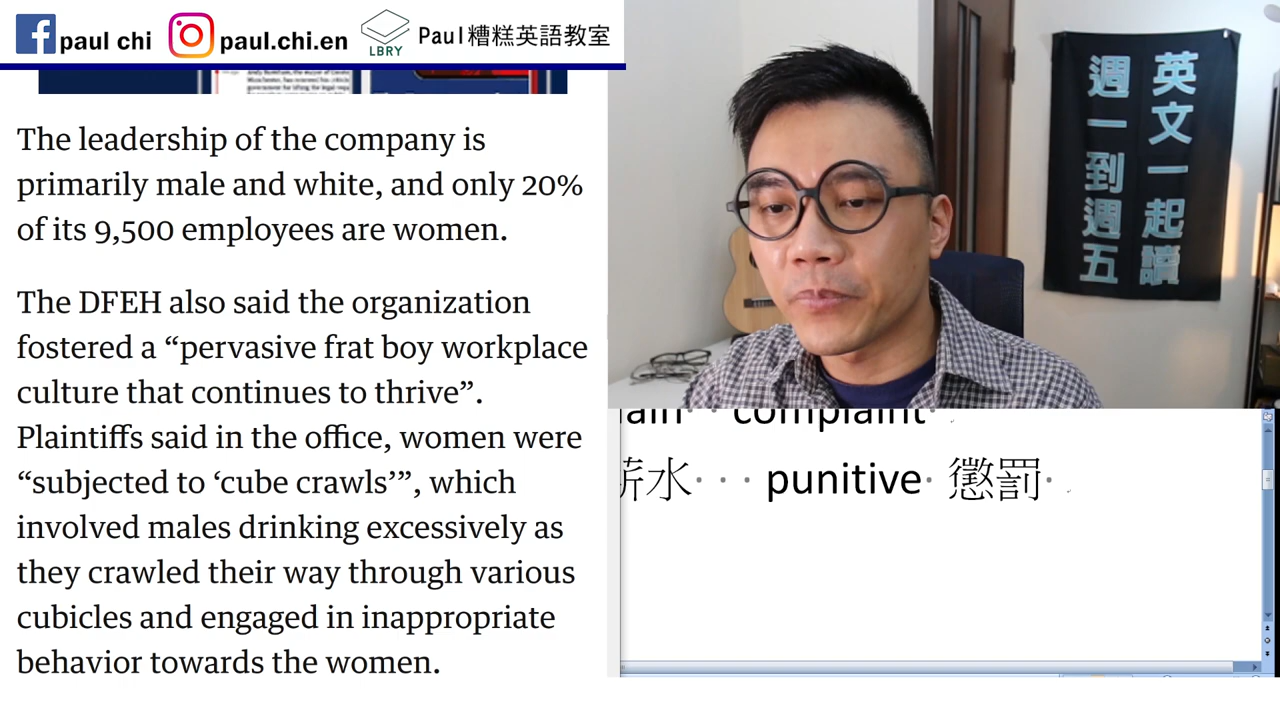 paul chi
paul.chi.en
LBRY
Paul糟糕英語教室
The leadership of the company is
primarily male and white, and only 20%
of its 9,500 employees are women.
The DFEH also said the organization
fostered a “pervasive frat boy workplace
culture that continues to thrive”.
Plaintiffs said in the office, women were
“subjected to ‘cube crawls’”, which
involved males drinking excessively as
they crawled their way through various
cubicles and engaged in inappropriate
behavior towards the women.
英文一起讀
週一到週五
complaint
薪水 punitive 懲罰